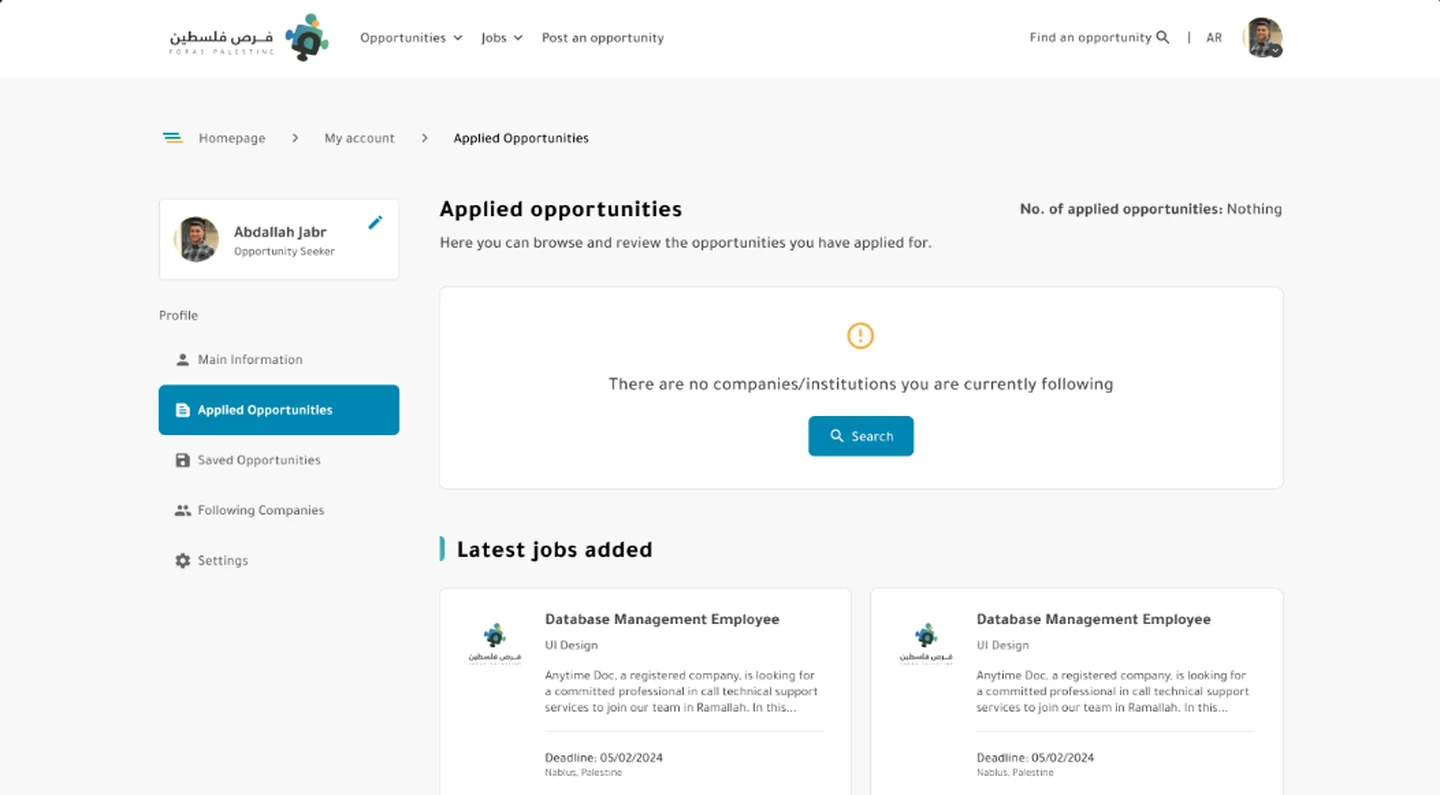 فرص فلسطين
FORAS PALESTINE
Opportunities
Jobs
Post an opportunity
Find an opportunity
|
AR
Homepage > My account > Applied Opportunities
Abdallah Jabr
Opportunity Seeker
Profile
Main Information
Applied Opportunities
Saved Opportunities
Following Companies
Settings
Applied opportunities
No. of applied opportunities: Nothing
Here you can browse and review the opportunities you have applied for.
There are no companies/institutions you are currently following
Search
Latest jobs added
فرص فلسطين
Database Management Employee
UI Design
Anytime Doc, a registered company, is looking for
a committed professional in call technical support
services to join our team in Ramallah. In this...
Deadline: 05/02/2024
Nablus, Palestine
فرص فلسطين
Database Management Employee
UI Design
Anytime Doc, a registered company, is looking for
a committed professional in call technical support
services to join our team in Ramallah. In this...
Deadline: 05/02/2024
Nablus, Palestine